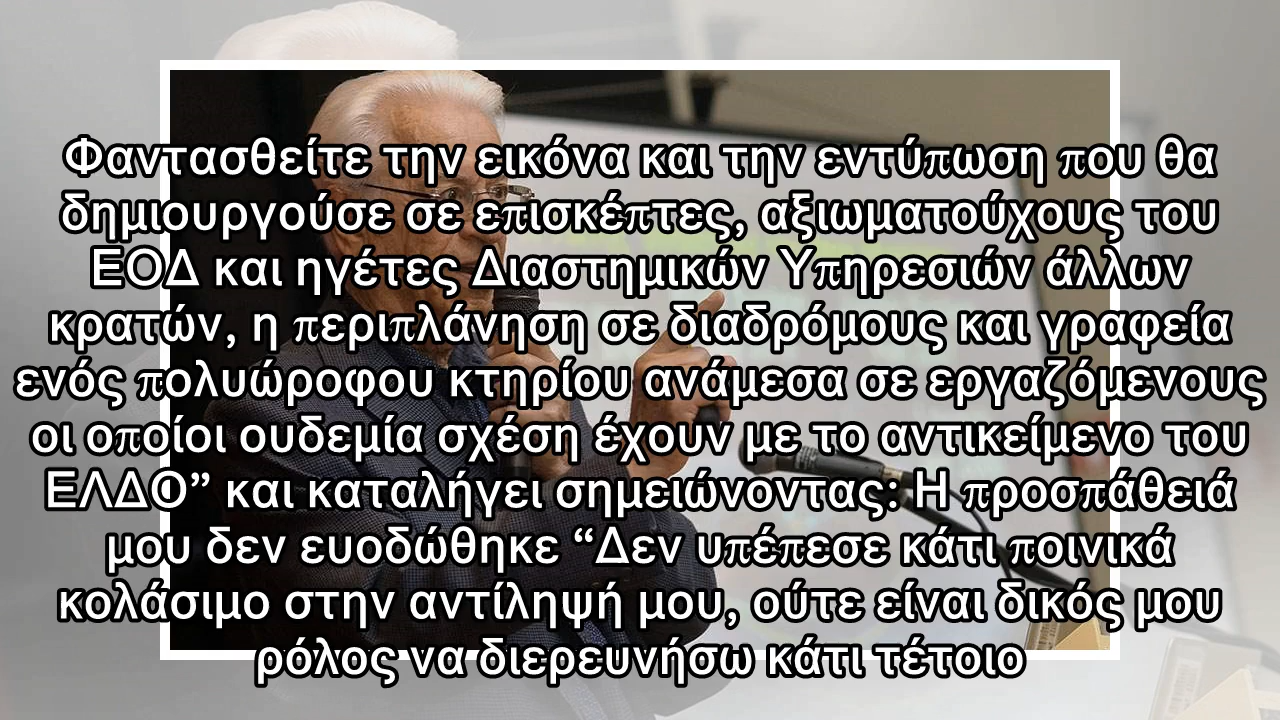 Φαντασθείτε την εικόνα και την εντύπωση που θα
δημιουργούσε σε επισκέπτες, αξιωματούχους του
ΕΟΔ και ηγέτες Διαστημικών Υπηρεσιών άλλων
κρατών, η περιπλάνηση σε διαδρόμους και γραφεία
ενός πολυώροφου κτηρίου ανάμεσα σε εργαζόμενους
οι οποίοι ουδεμία σχέση έχουν με το αντικείμενο του
ΕΛΔΟ” και καταλήγει σημειώνοντας: Η προσπάθειά
μου δεν ευοδώθηκε “Δεν υπέπεσε κάτι ποινικά
κολάσιμο στην αντίληψή μου, ούτε είναι δικός μου
ρόλος να διερευνήσω κάτι τέτοιο